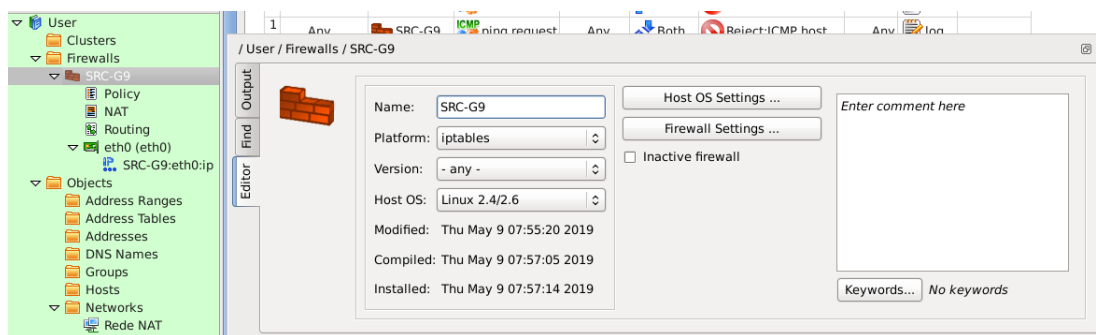 User
Clusters
Firewalls
SRC-G9
Policy
NAT
Routing
eth0 (eth0)
SRC-G9:eth0:ip
Objects
Address Ranges
Address Tables
Addresses
DNS Names
Groups
Hosts
Networks
Rede NAT
1 Any SRC-G9 ICMP ping request Any Both Reject:ICMP host Any log
/ User / Firewalls / SRC-G9
Output
Find
Editor
Name: SRC-G9
Platform: iptables
Version: - any -
Host OS: Linux 2.4/2.6
Modified: Thu May 9 07:55:20 2019
Compiled: Thu May 9 07:57:05 2019
Installed: Thu May 9 07:57:14 2019
Host OS Settings ...
Firewall Settings ...
Inactive firewall
Enter comment here
Keywords... No keywords